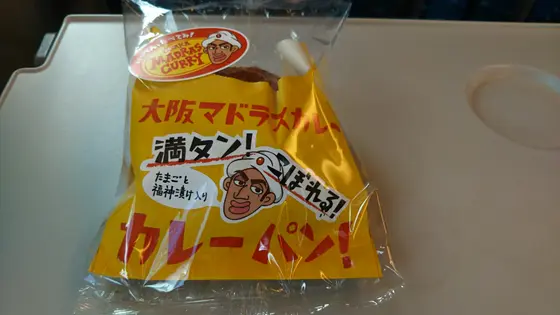 MADRAS
CURRY
大阪マドラスカレー
満タン!
こぼれる!
たまごと
福神漬け入り
カレーパン!